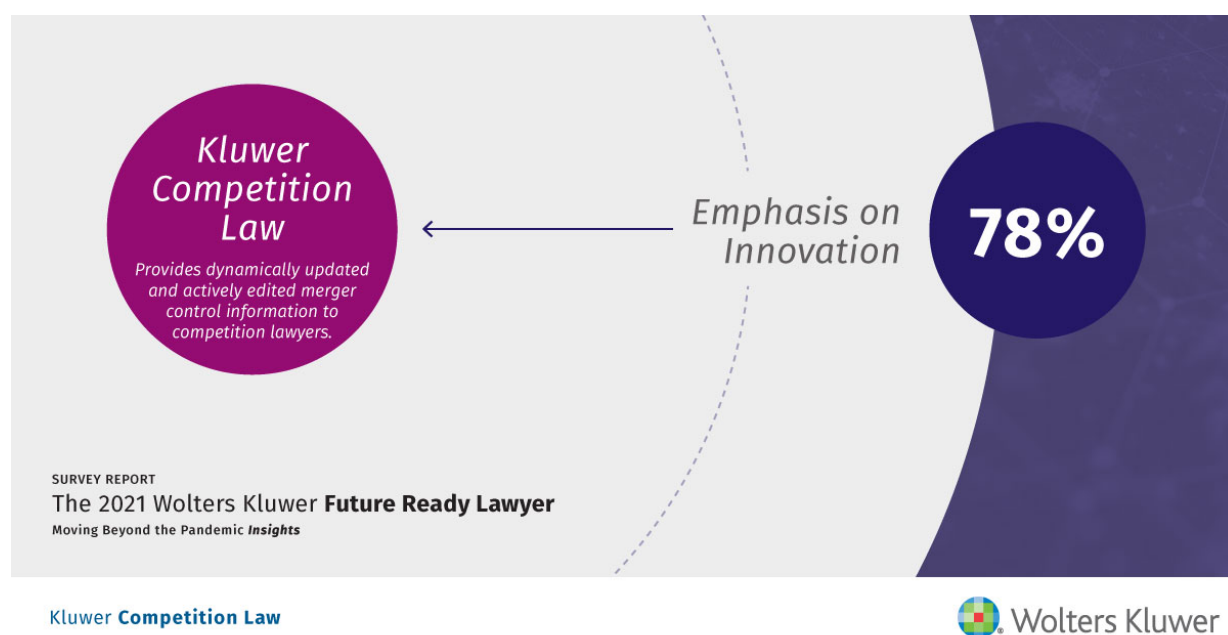 Kluwer
Competition
Law
Provides dynamically updated
and actively edited merger
control information to
competition lawyers.
Emphasis on
Innovation
78%
SURVEY REPORT
The 2021 Wolters Kluwer Future Ready Lawyer
Moving Beyond the Pandemic Insights
Kluwer Competition Law
Wolters Kluwer